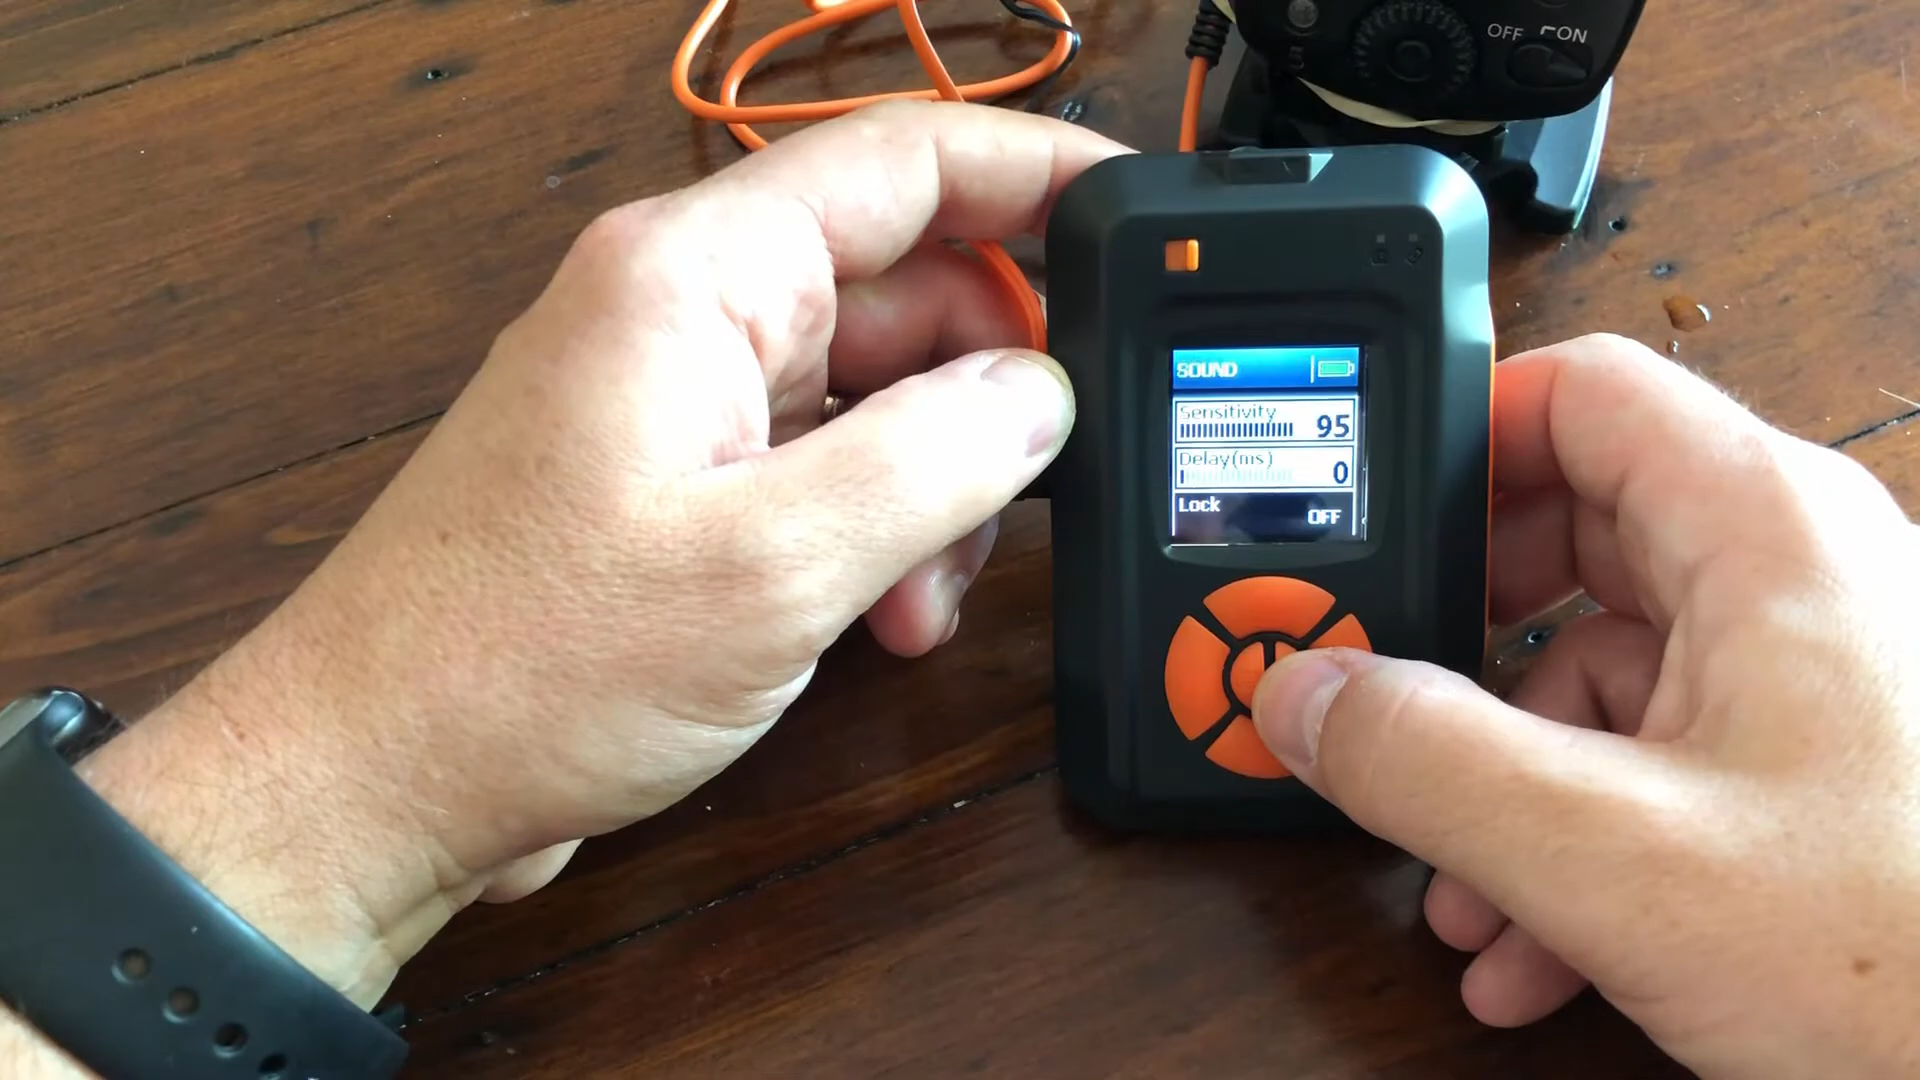 OFF ON
SOUND
Sensitivity
95
Delay(ms)
0
Lock
OFF